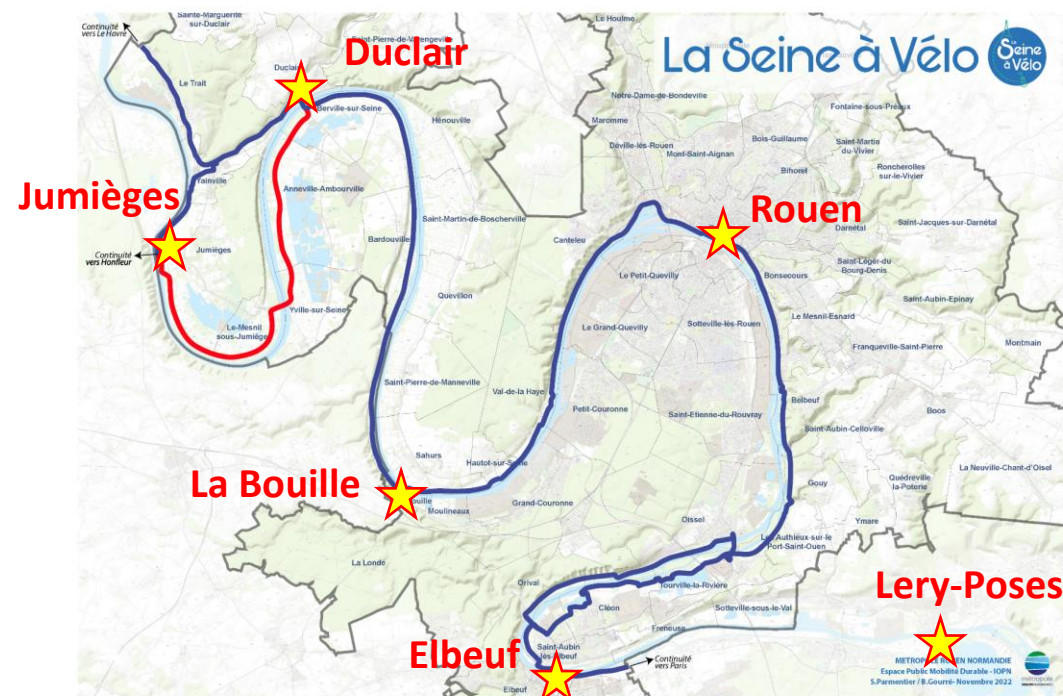 Sainte-Marguerite
sur-Duclair
Continuité
vers Le Havre
Duclair
Le Trait
Duclair
Berville-sur-Seine
Hénouville
Yainville
Anneville-Ambourville
Jumièges
Jumièges
Continuité
vers Honfleur
Saint-Martin-de-Boscherville
Bardouville
Quevillon
Yville-sur-Seine
Le-Mesnil
sous-Jumièges
Saint-Pierre-de-Manneville
Le Houlme
La Seine à Vélo
La
Seine
à Vélo
Notre-Dame-de-Bondeville
Maromme
Fontaine-sous-Préaux
Bois-Guillaume
Saint-Martin
du-Vivier
Déville-lès-Rouen
Mont-Saint-Aignan
Bihorel
Roncherolles
sur-le-Vivier
Rouen
Darnétal
Saint-Jacques-sur-Darnétal
Canteleu
Saint-Léger-du
Bourg-Denis
Le Petit-Quevilly
Bonsecours
Saint-Aubin-Epinay
Le Grand-Quevilly
Sotteville-lès-Rouen
Le Mesnil-Esnard
Franqueville-Saint-Pierre
Montmain
Val-de-la Haye
Petit-Couronne
Saint-Etienne-du-Rouvray
Belbeuf
Boos
Saint-Aubin-Celloville
Sahurs
Hautot-sur-Seine
La Bouille
Moulineaux
Grand-Couronne
Gouy
Quévreville
la-Poterie
La Neuville-Chant-d'Oisel
Oissel
Ymare
Les Authieux-sur-le
Port-Saint-Ouen
La Londe
Orival
Tourville-la-Rivière
Cléon
Sotteville-sous-le-Val
Lery-Poses
Freneuse
Saint-Aubin
lès-Elbeuf
Elbeuf
Continuité
vers Paris
Elbeuf
METROPOLE ROUEN NORMANDIE
Espace Public Mobilité Durable - IOPN
S.Parmentier / B.Gourré- Novembre 2022
métropole